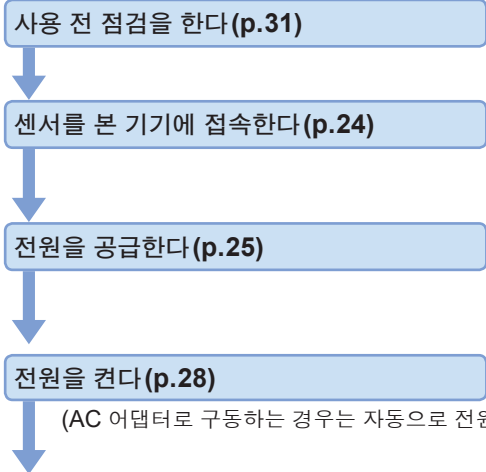 사용 전 점검을 한다(p.31)
센서를 본 기기에 접속한다(p.24)
전원을 공급한다(p.25)
전원을 켠다(p.28)
(AC 어댑터로 구동하는 경우는 자동으로